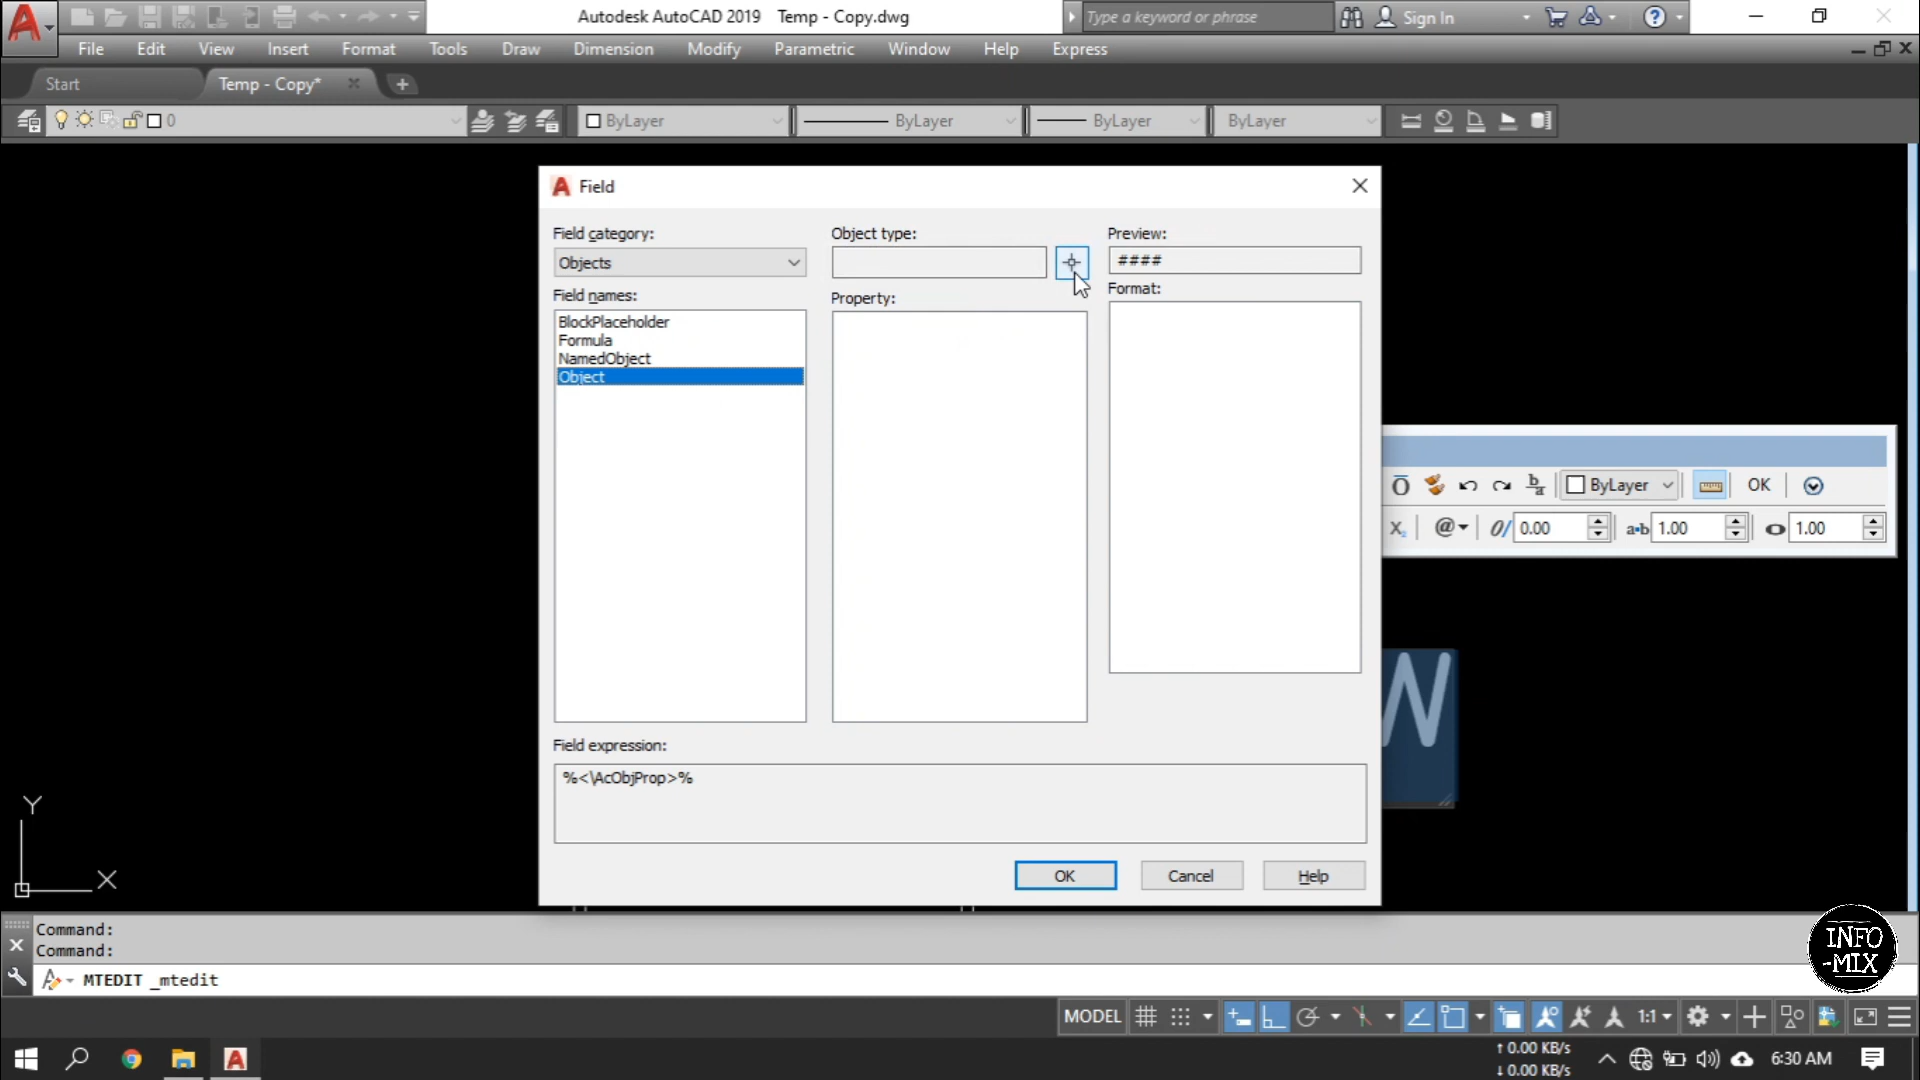 Autodesk AutoCAD 2019 Temp - Copy.dwg
Type a keyword or phrase
Sign In
File Edit View Insert Format Tools Draw Dimension Modify Parametric Window Help Express
Start
Temp - Copy*
0
ByLayer
ByLayer
ByLayer
ByLayer
Field
Field category:
Objects
Field names:
BlockPlaceholder
Formula
NamedObject
Object
Object type:
Property:
Preview:
####
Format:
Field expression:
%<\AcObjProp>%
OK
Cancel
Help
ByLayer
OK
@
0/ 0.00
a•b 1.00
1.00
W
Y
X
Command:
Command:
MTEDIT _mtedit
INFO
-MIX
MODEL
1:1
↑ 0.00 KB/s
↓ 0.00 KB/s
6:30 AM